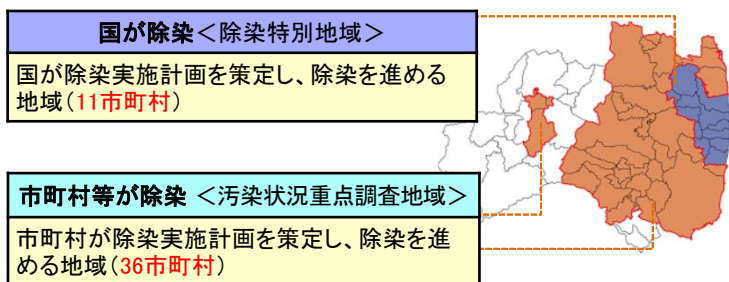 国が除染＜除染特別地域＞
国が除染実施計画を策定し、除染を進める
地域（11市町村）
市町村等が除染 ＜汚染状況重点調査地域＞
市町村が除染実施計画を策定し、除染を進
める地域（36市町村）